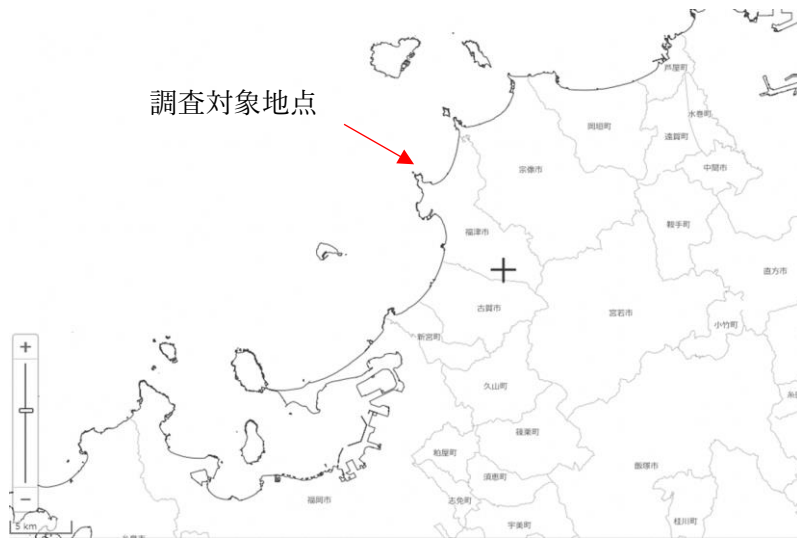 芦屋町
調査対象地点
水巻町
岡垣町
遠賀町
宗像市
中間市
鞍手町
福津市
直方市
古賀市
宮若市
小竹町
新宮町
+
久山町
篠栗町
粕屋町
飯塚市
須恵町
福岡市
志免町
桂川町
−
宇美町
5 km